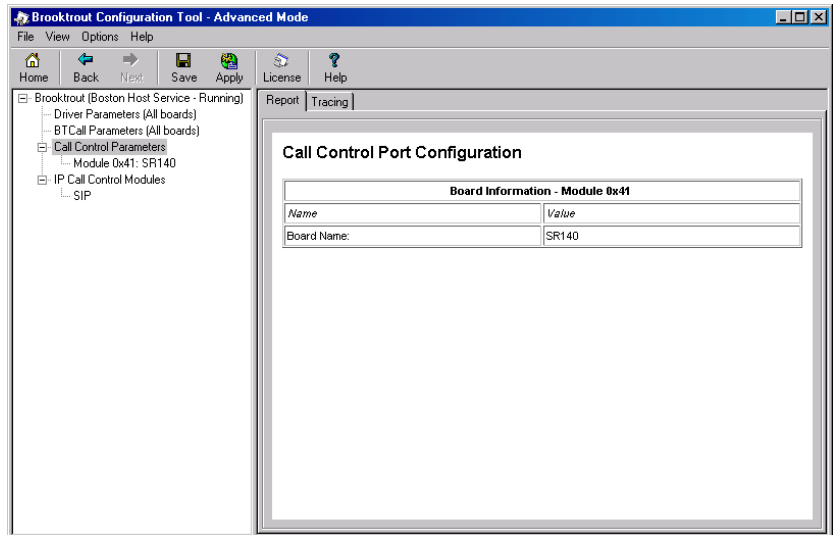 Brooktrout Configuration Tool - Advanced Mode
File View Options Help
Home Back Next Save Apply License Help
Brooktrout (Boston Host Service - Running)
Driver Parameters (All boards)
BTCall Parameters (All boards)
Call Control Parameters
Module 0x41: SR140
IP Call Control Modules
SIP
Report Tracing
Call Control Port Configuration
Board Information - Module 0x41
Name Value
Board Name: SR140